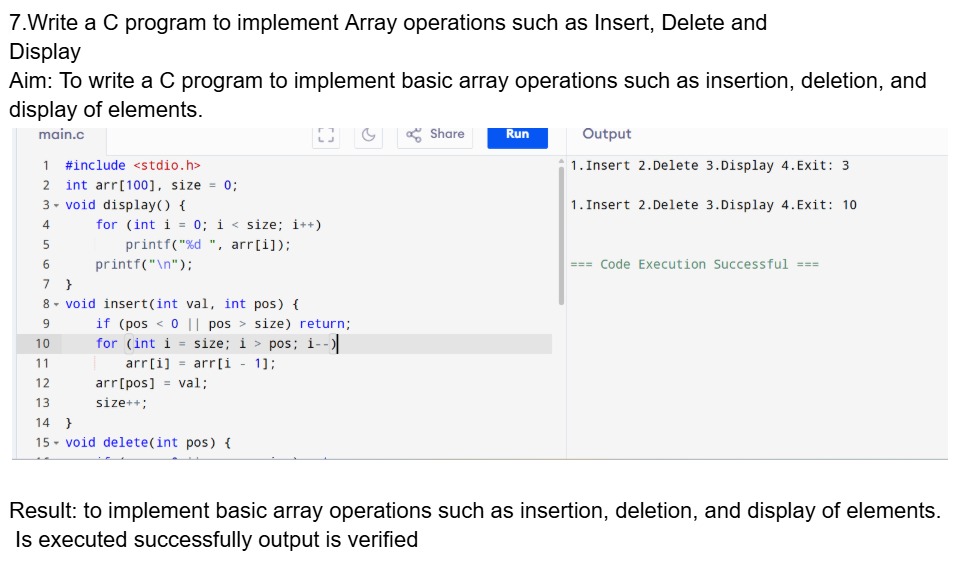 7.Write a C program to implement Array operations such as Insert, Delete and
Display
Aim: To write a C program to implement basic array operations such as insertion, deletion, and
display of elements.
main.c Share Run Output
1 #include <stdio.h>
2 int arr[100], size = 0;
3 void display() {
4 for (int i = 0; i < size; i++)
5 printf("%d ", arr[i]);
6 printf("\n");
7 }
8 void insert(int val, int pos) {
9 if (pos < 0 || pos > size) return;
10 for (int i = size; i > pos; i--)
11 arr[i] = arr[i - 1];
12 arr[pos] = val;
13 size++;
14 }
15 void delete(int pos) {
1.Insert 2.Delete 3.Display 4.Exit: 3
1.Insert 2.Delete 3.Display 4.Exit: 10
=== Code Execution Successful ===
Result: to implement basic array operations such as insertion, deletion, and display of elements.
Is executed successfully output is verified